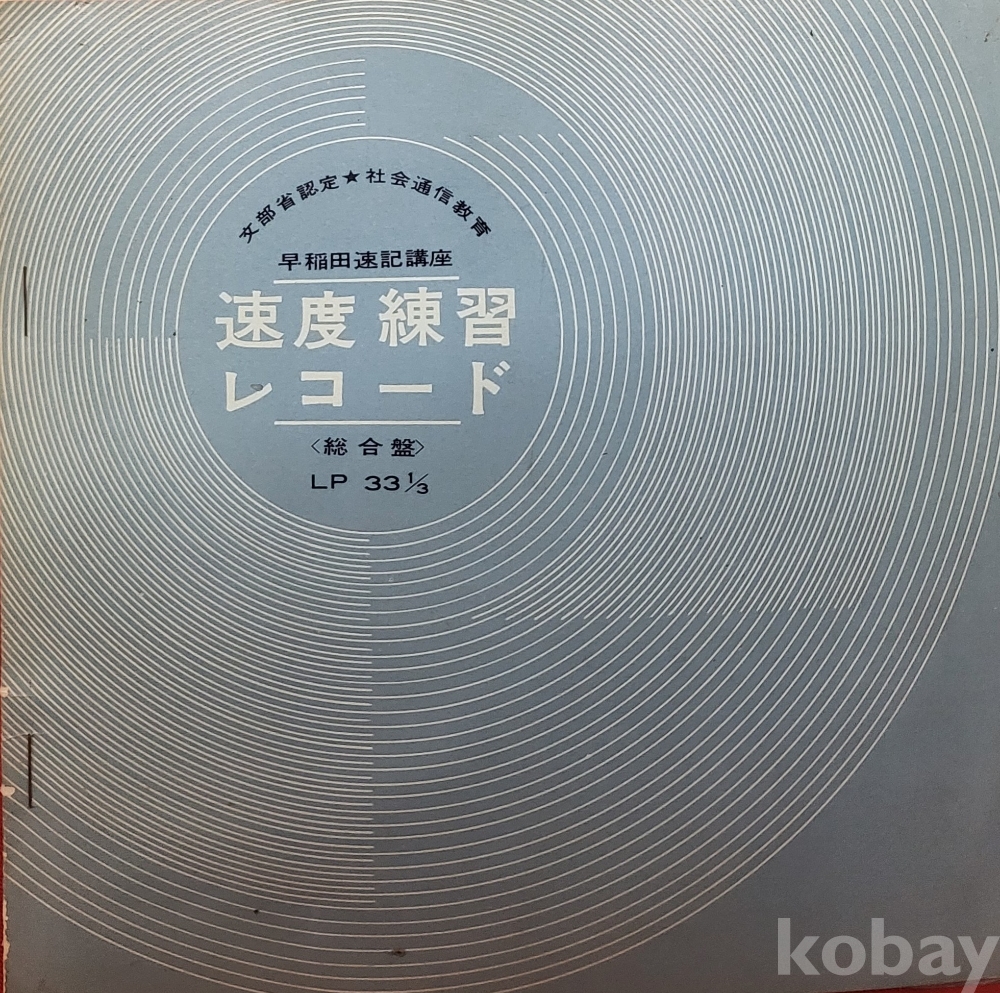 文部省認定★社会通信教育
早稲田速記講座
速度練習
レコード
〈総合盤〉
LP 33⅓
kobay